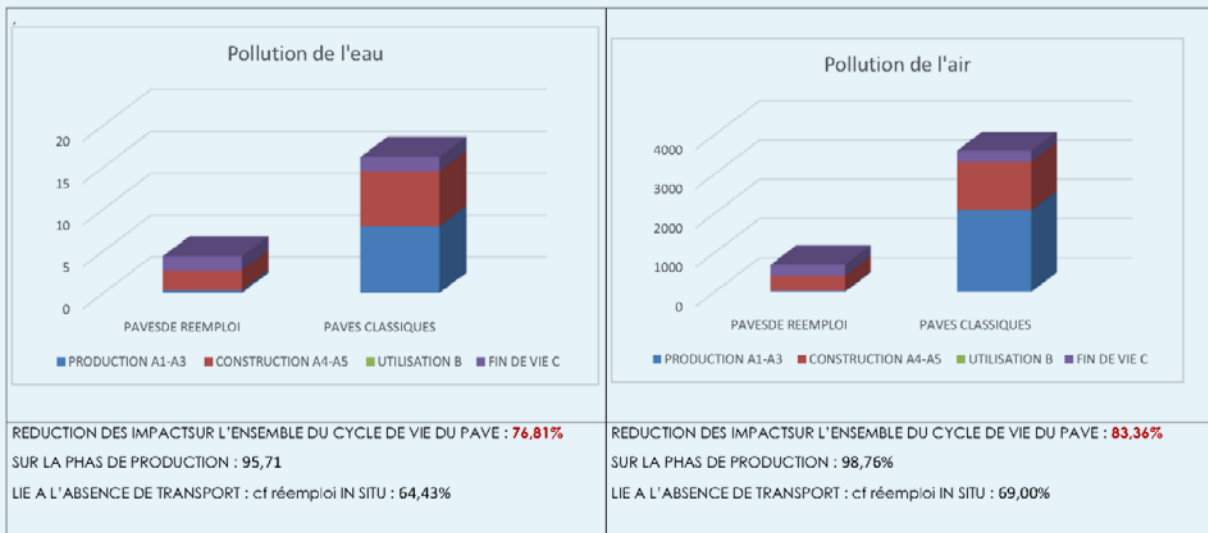 Pollution de l'eau
20
15
10
5
0
PAVESDE REEMPLOI PAVES CLASSIQUES
PRODUCTION A1-A3 CONSTRUCTION A4-A5 UTILISATION B FIN DE VIE C
REDUCTION DES IMPACTSUR L'ENSEMBLE DU CYCLE DE VIE DU PAVE : 76,81%
SUR LA PHAS DE PRODUCTION : 95,71
LIE A L'ABSENCE DE TRANSPORT : cf réemploi IN SITU : 64,43%
Pollution de l'air
4000
3000
2000
1000
0
PAVESDE REEMPLOI PAVES CLASSIQUES
PRODUCTION A1-A3 CONSTRUCTION A4-A5 UTILISATION B FIN DE VIE C
REDUCTION DES IMPACTSUR L'ENSEMBLE DU CYCLE DE VIE DU PAVE : 83,36%
SUR LA PHAS DE PRODUCTION : 98,76%
LIE A L'ABSENCE DE TRANSPORT : cf réemploi IN SITU : 69,00%